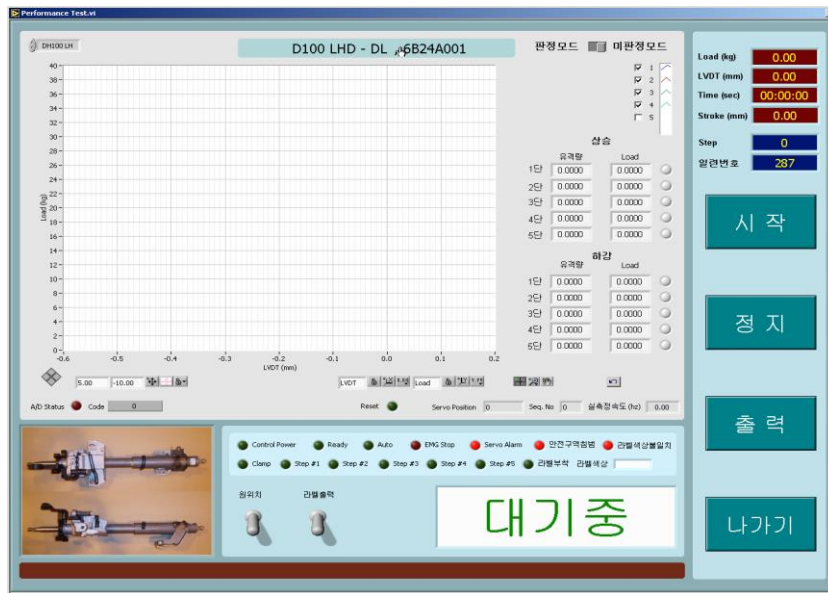 Performance Test.vi
DH100 LH
D100 LHD - DL 6B24A001
판정모드 미판정모드
1
2
3
4
5
40
38
36
34
32
30
28
26
24
22
20
18
16
14
12
10
8
6
4
2
0
Load (kg)
-0.6 -0.5 -0.4 -0.3 -0.2 -0.1 0.0 0.1 0.2
LVDT (mm)
상승
유격량 Load
1단 0.0000 0.0000
2단 0.0000 0.0000
3단 0.0000 0.0000
4단 0.0000 0.0000
5단 0.0000 0.0000
하강
유격량 Load
1단 0.0000 0.0000
2단 0.0000 0.0000
3단 0.0000 0.0000
4단 0.0000 0.0000
5단 0.0000 0.0000
5.00 -10.00 LVDT Load
A/D Status Code 0 Reset Servo Position 0 Seq. No 0 실측정속도 (hz) 0.00
Load (kg) 0.00
LVDT (mm) 0.00
Time (sec) 00:00:00
Stroke (mm) 0.00
Step 0
일련번호 287
시 작
정 지
출 력
나가기
Control Power Ready Auto EMG Stop Servo Alarm 안전구역침범 라벨색상불일치
Clamp Step #1 Step #2 Step #3 Step #4 Step #5 라벨부착 라벨색상
원위치 라벨출력
대기중